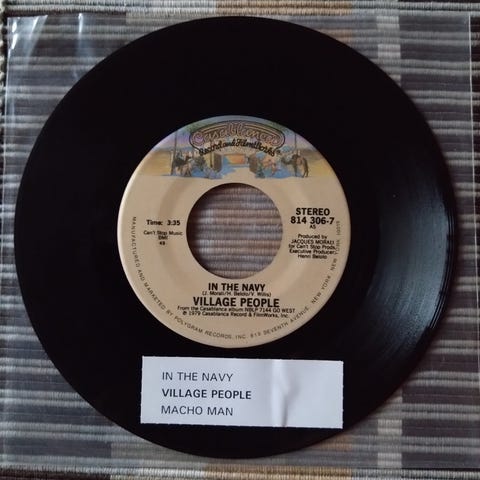 Casablanca
Record and FilmWorks
STEREO
814 306-7
AS
Time: 3:35
Can't Stop Music
BMI
49
Produced by
JACQUES MORALI
for Can't Stop Prods.
Executive Producer:
Henri Belolo
IN THE NAVY
(J. Morali/H. Belolo/V. Willis)
VILLAGE PEOPLE
From the Casablanca album NBLP 7144 GO WEST
℗ 1979 Casablanca Record & FilmWorks, Inc.
MANUFACTURED AND MARKETED BY POLYGRAM RECORDS, INC. 810 SEVENTH AVENUE, NEW YORK, NEW YORK 10019
IN THE NAVY
VILLAGE PEOPLE
MACHO MAN